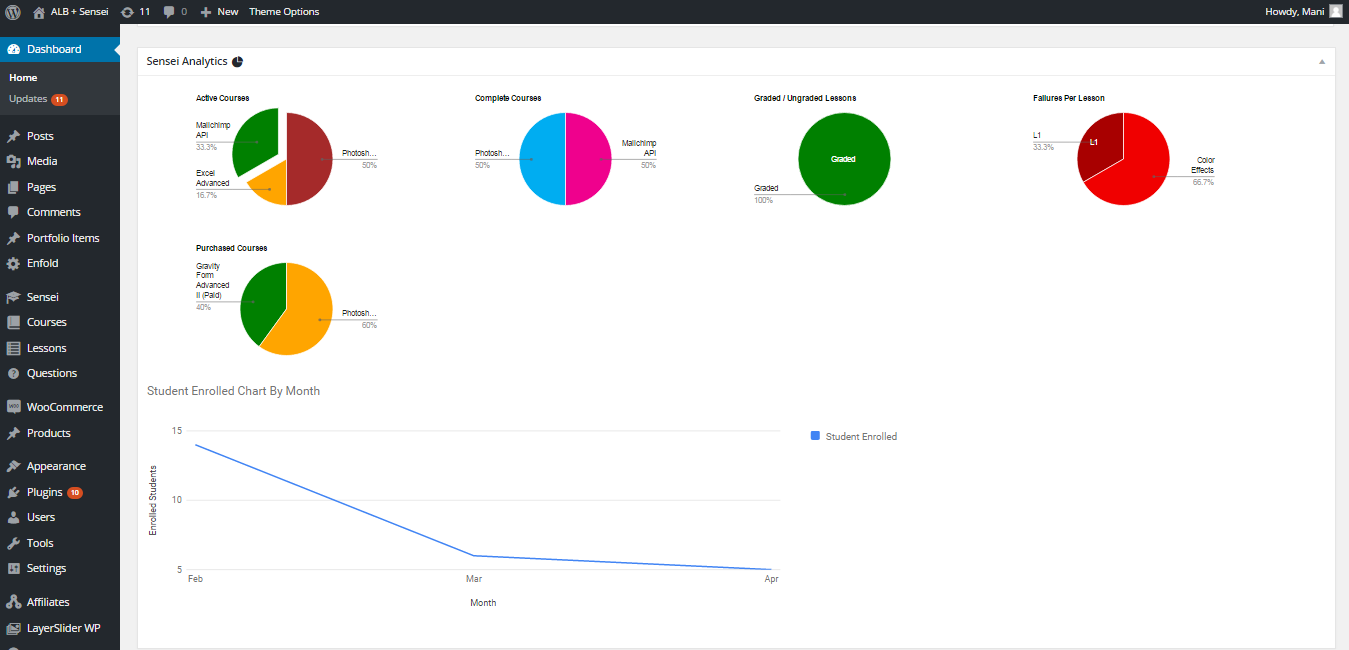 ALB + Sensei 11 0 New Theme Options Howdy, Mani
Dashboard
Home
Updates 11
Posts
Media
Pages
Comments
Portfolio Items
Enfold
Sensei
Courses
Lessons
Questions
WooCommerce
Products
Appearance
Plugins 10
Users
Tools
Settings
Affiliates
LayerSlider WP
Sensei Analytics
Active Courses
Mailchimp
API
33.3%
Excel
Advanced
16.7%
Photosh...
50%
Complete Courses
Photosh...
50%
Mailchimp
API
50%
Graded / Ungraded Lessons
Graded
Graded
100%
Failures Per Lesson
L1
33.3%
L1
Color
Effects
66.7%
Purchased Courses
Gravity
Form
Advanced
II (Paid)
40%
Photosh...
60%
Student Enrolled Chart By Month
15
10
5
Enrolled Students
Feb Mar Apr
Month
Student Enrolled